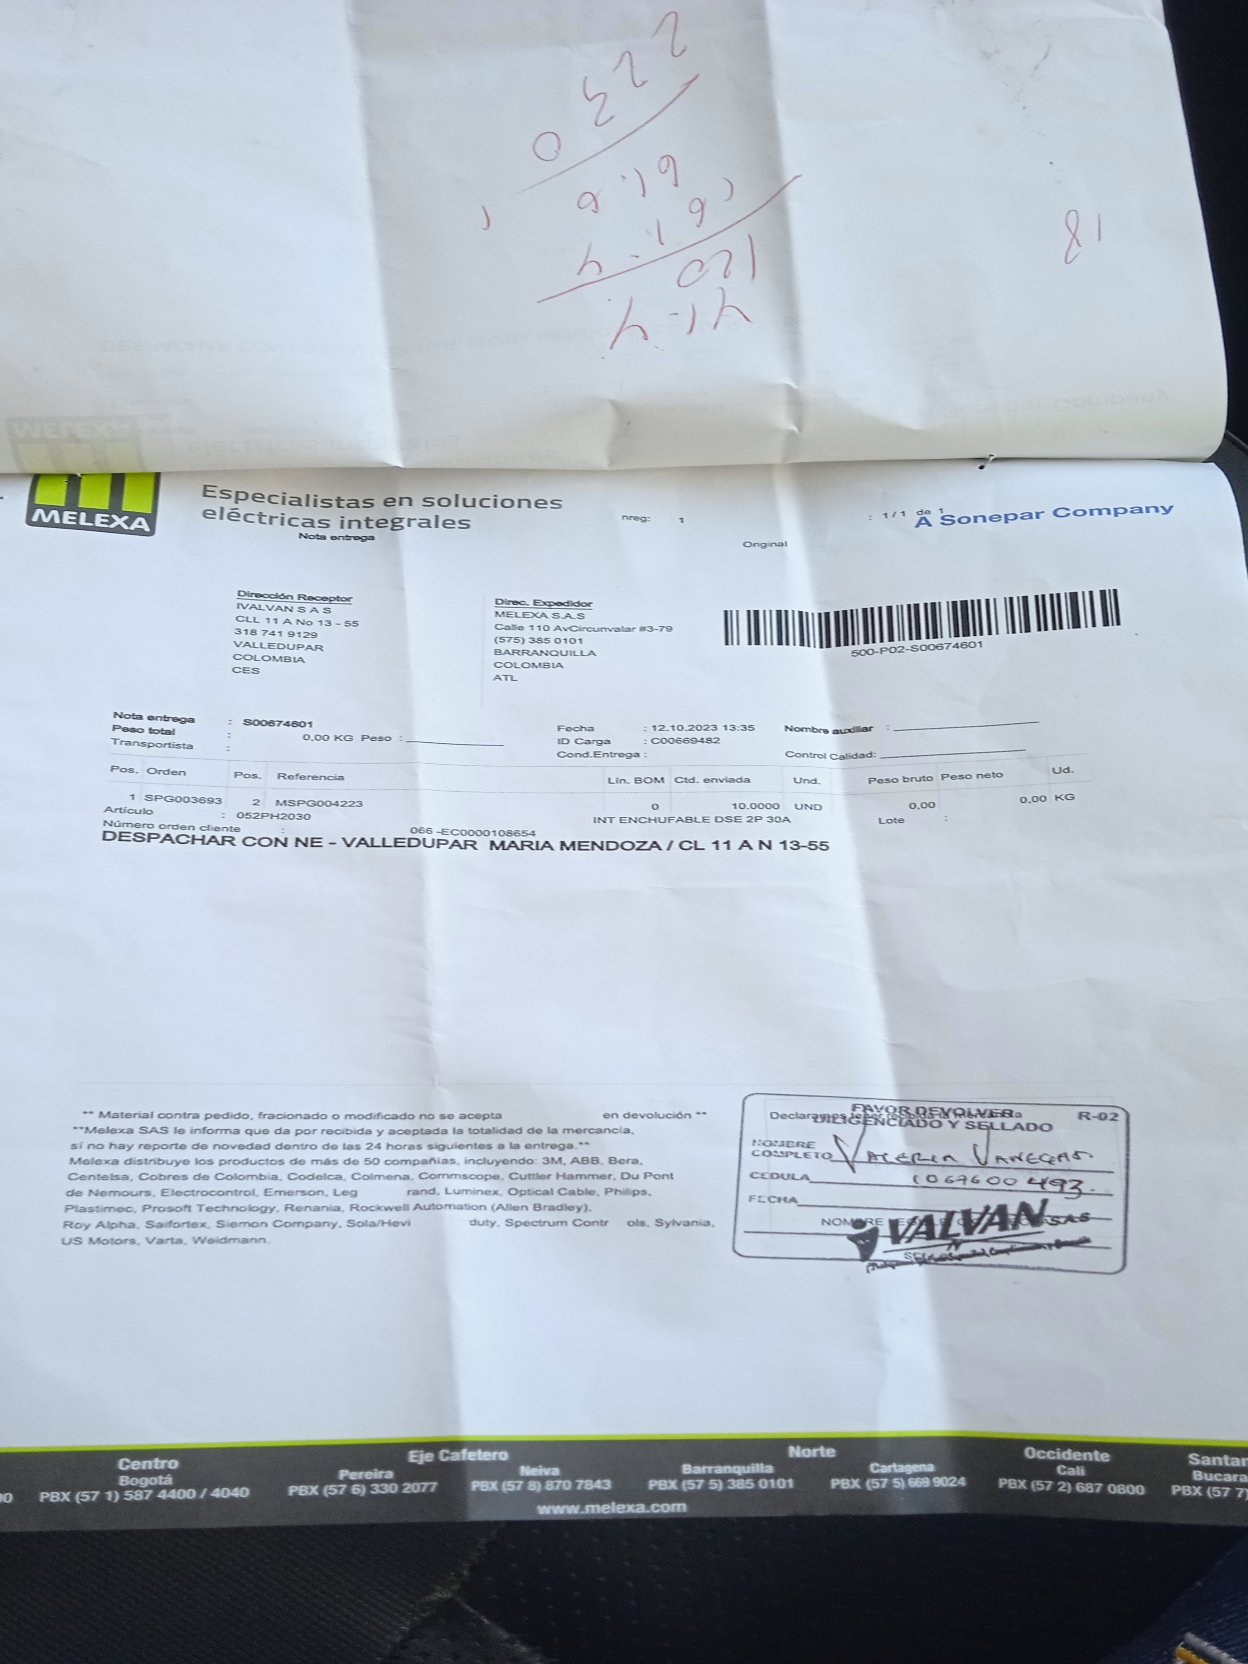 18
MELEXA
Especialistas en soluciones
eléctricas integrales
Nota entrega
nreg: 1
: 1/1 de 1
A Sonepar Company
Original
Dirección Receptor
IVALVAN S A S
CLL 11 A No 13 - 55
318 741 9129
VALLEDUPAR
COLOMBIA
CES
Direc. Expedidor
MELEXA S.A.S
Calle 110 AvCircunvalar #3-79
(575) 385 0101
BARRANQUILLA
COLOMBIA
ATL
500-P02-S00674601
Nota entrega : S00674601
Peso total : 0,00 KG Peso :
Transportista :
Fecha : 12.10.2023 13:35
ID Carga : C00669482
Cond.Entrega :
Nombre auxiliar :
Control Calidad:
Pos. Orden Pos. Referencia Lín. BOM Ctd. enviada Und. Peso bruto Peso neto Ud.
1 SPG003693 2 MSPG004223 0 10.0000 UND 0,00 0,00 KG
Artículo : 052PH2030 INT ENCHUFABLE DSE 2P 30A Lote :
Número orden cliente : 066 -EC0000108654
DESPACHAR CON NE - VALLEDUPAR MARIA MENDOZA / CL 11 A N 13-55
** Material contra pedido, fracionado o modificado no se acepta en devolución **
**Melexa SAS le informa que da por recibida y aceptada la totalidad de la mercancía,
si no hay reporte de novedad dentro de las 24 horas siguientes a la entrega.**
Melexa distribuye los productos de más de 50 compañias, incluyendo: 3M, ABB, Bera,
Centelsa, Cobres de Colombia, Codelca, Colmena, Commscope, Cuttler Hammer, Du Pont
de Nemours, Electrocontrol, Emerson, Leg rand, Luminex, Optical Cable, Philips,
Plastimec, Prosoft Technology, Renania, Rockwell Automation (Allen Bradley),
Roy Alpha, Saifortex, Siemon Company, Sola/Hevi duty, Spectrum Contr ols, Sylvania,
US Motors, Varta, Weidmann.
FAVOR DEVOLVER
DILIGENCIADO Y SELLADO
R-02
NOMBRE
COMPLETO Valeria Vanegas
CEDULA 1067600493
FECHA
IVALVAN SAS
Centro
Bogotá
PBX (57 1) 587 4400 / 4040
Eje Cafetero
Pereira
PBX (57 6) 330 2077
Neiva
PBX (57 8) 870 7843
Norte
Barranquilla
PBX (57 5) 385 0101
Cartagena
PBX (57 5) 669 9024
Occidente
Cali
PBX (57 2) 687 0800
Santan
Bucara
PBX (57 7)
www.melexa.com